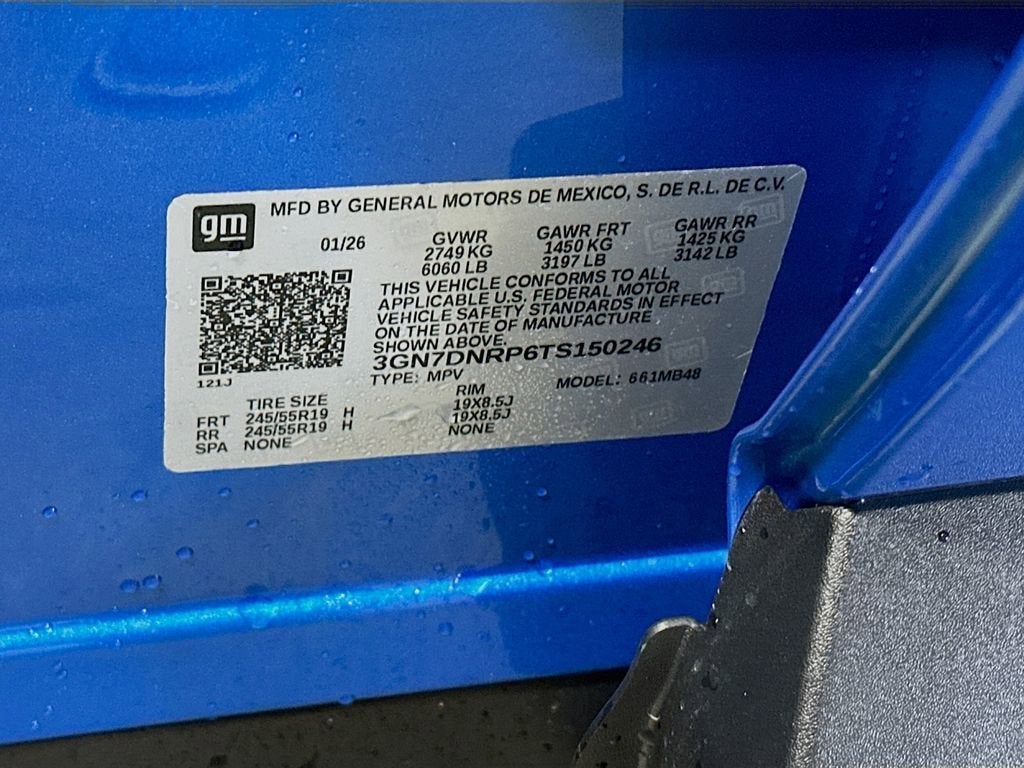 gm MFD BY GENERAL MOTORS DE MEXICO, S. DE R.L. DE C.V.
01/26 GVWR GAWR FRT GAWR RR
2749 KG 1450 KG 1425 KG
6060 LB 3197 LB 3142 LB
THIS VEHICLE CONFORMS TO ALL
APPLICABLE U.S. FEDERAL MOTOR
VEHICLE SAFETY STANDARDS IN EFFECT
ON THE DATE OF MANUFACTURE
SHOWN ABOVE.
3GN7DNRP6TS150246
121J TYPE: MPV MODEL: 661MB48
TIRE SIZE RIM
FRT 245/55R19 H 19X8.5J
RR 245/55R19 H 19X8.5J
SPA NONE NONE